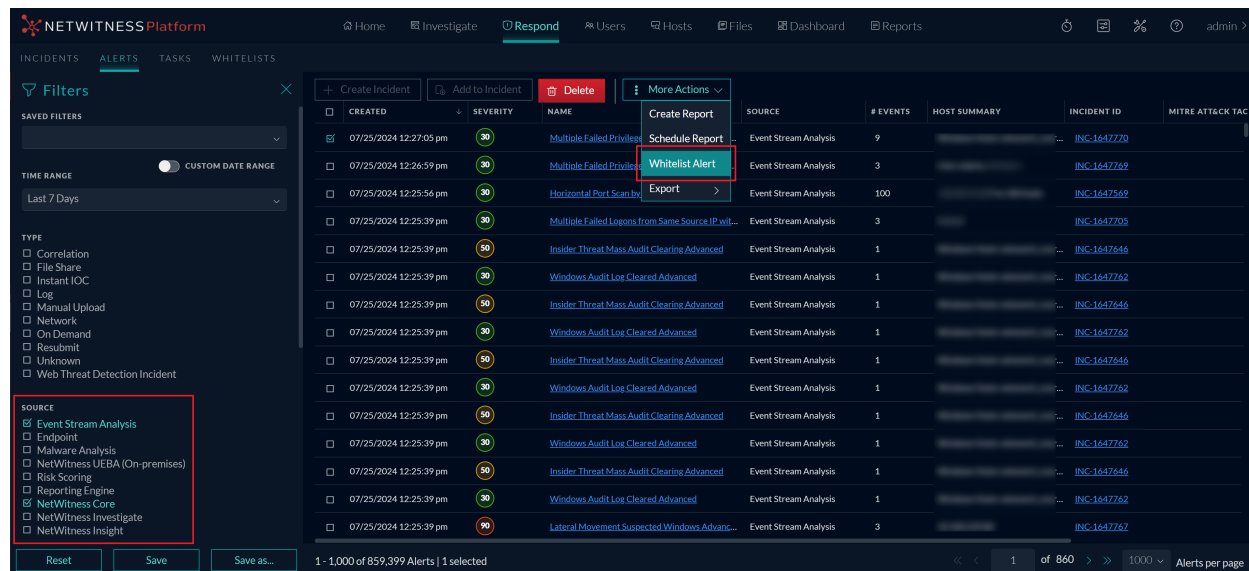 NETWITNESS Platform
Home Investigate Respond Users Hosts Files Dashboard Reports admin
INCIDENTS ALERTS TASKS WHITELISTS
Filters
SAVED FILTERS
CUSTOM DATE RANGE
TIME RANGE
Last 7 Days
TYPE
Correlation
File Share
Instant IOC
Log
Manual Upload
Network
On Demand
Resubmit
Unknown
Web Threat Detection Incident
SOURCE
Event Stream Analysis
Endpoint
Malware Analysis
NetWitness UEBA (On-premises)
Risk Scoring
Reporting Engine
NetWitness Core
NetWitness Investigate
NetWitness Insight
Reset Save Save as...
Create Incident Add to Incident Delete More Actions
Create Report
Schedule Report
Whitelist Alert
Export
CREATED SEVERITY NAME SOURCE # EVENTS HOST SUMMARY INCIDENT ID MITRE ATT&CK TAC
07/25/2024 12:27:05 pm 30 Multiple Failed Privilege ... Event Stream Analysis 9 ... INC-1647770
07/25/2024 12:26:59 pm 30 Multiple Failed Privilege Event Stream Analysis 3 INC-1647769
07/25/2024 12:25:56 pm 30 Horizontal Port Scan by Event Stream Analysis 100 INC-1647569
07/25/2024 12:25:39 pm 30 Multiple Failed Logons from Same Source IP wit... Event Stream Analysis 3 INC-1647705
07/25/2024 12:25:39 pm 50 Insider Threat Mass Audit Clearing Advanced Event Stream Analysis 1 ... INC-1647646
07/25/2024 12:25:39 pm 30 Windows Audit Log Cleared Advanced Event Stream Analysis 1 ... INC-1647762
07/25/2024 12:25:39 pm 50 Insider Threat Mass Audit Clearing Advanced Event Stream Analysis 1 ... INC-1647646
07/25/2024 12:25:39 pm 30 Windows Audit Log Cleared Advanced Event Stream Analysis 1 ... INC-1647762
07/25/2024 12:25:39 pm 50 Insider Threat Mass Audit Clearing Advanced Event Stream Analysis 1 ... INC-1647646
07/25/2024 12:25:39 pm 30 Windows Audit Log Cleared Advanced Event Stream Analysis 1 ... INC-1647762
07/25/2024 12:25:39 pm 50 Insider Threat Mass Audit Clearing Advanced Event Stream Analysis 1 ... INC-1647646
07/25/2024 12:25:39 pm 30 Windows Audit Log Cleared Advanced Event Stream Analysis 1 ... INC-1647762
07/25/2024 12:25:39 pm 50 Insider Threat Mass Audit Clearing Advanced Event Stream Analysis 1 ... INC-1647646
07/25/2024 12:25:39 pm 30 Windows Audit Log Cleared Advanced Event Stream Analysis 1 ... INC-1647762
07/25/2024 12:25:39 pm 90 Lateral Movement Suspected Windows Advanc... Event Stream Analysis 3 INC-1647767
1 - 1,000 of 859,399 Alerts | 1 selected
1 of 860 1000 Alerts per page